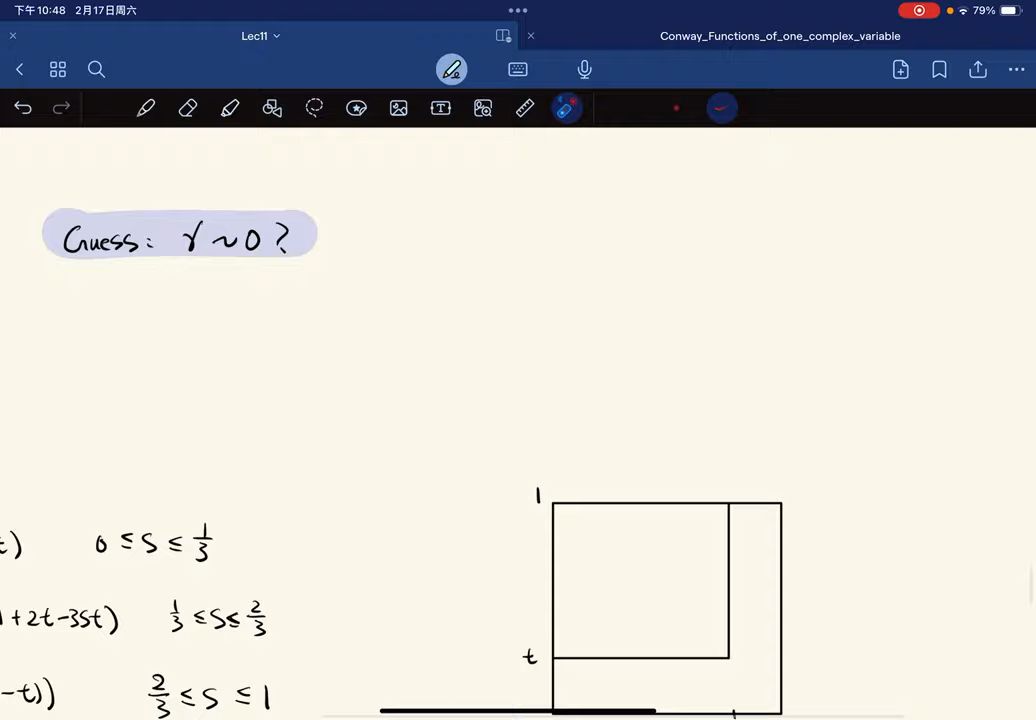 下午10:48 2月17日周六
79%
Lec11
Conway_Functions_of_one_complex_variable
Guess: γ ~ 0 ?
1
t) 0 ≤ s ≤ 1/3
+2t-3st) 1/3 ≤ s ≤ 2/3
t
-t)) 2/3 ≤ s ≤ 1